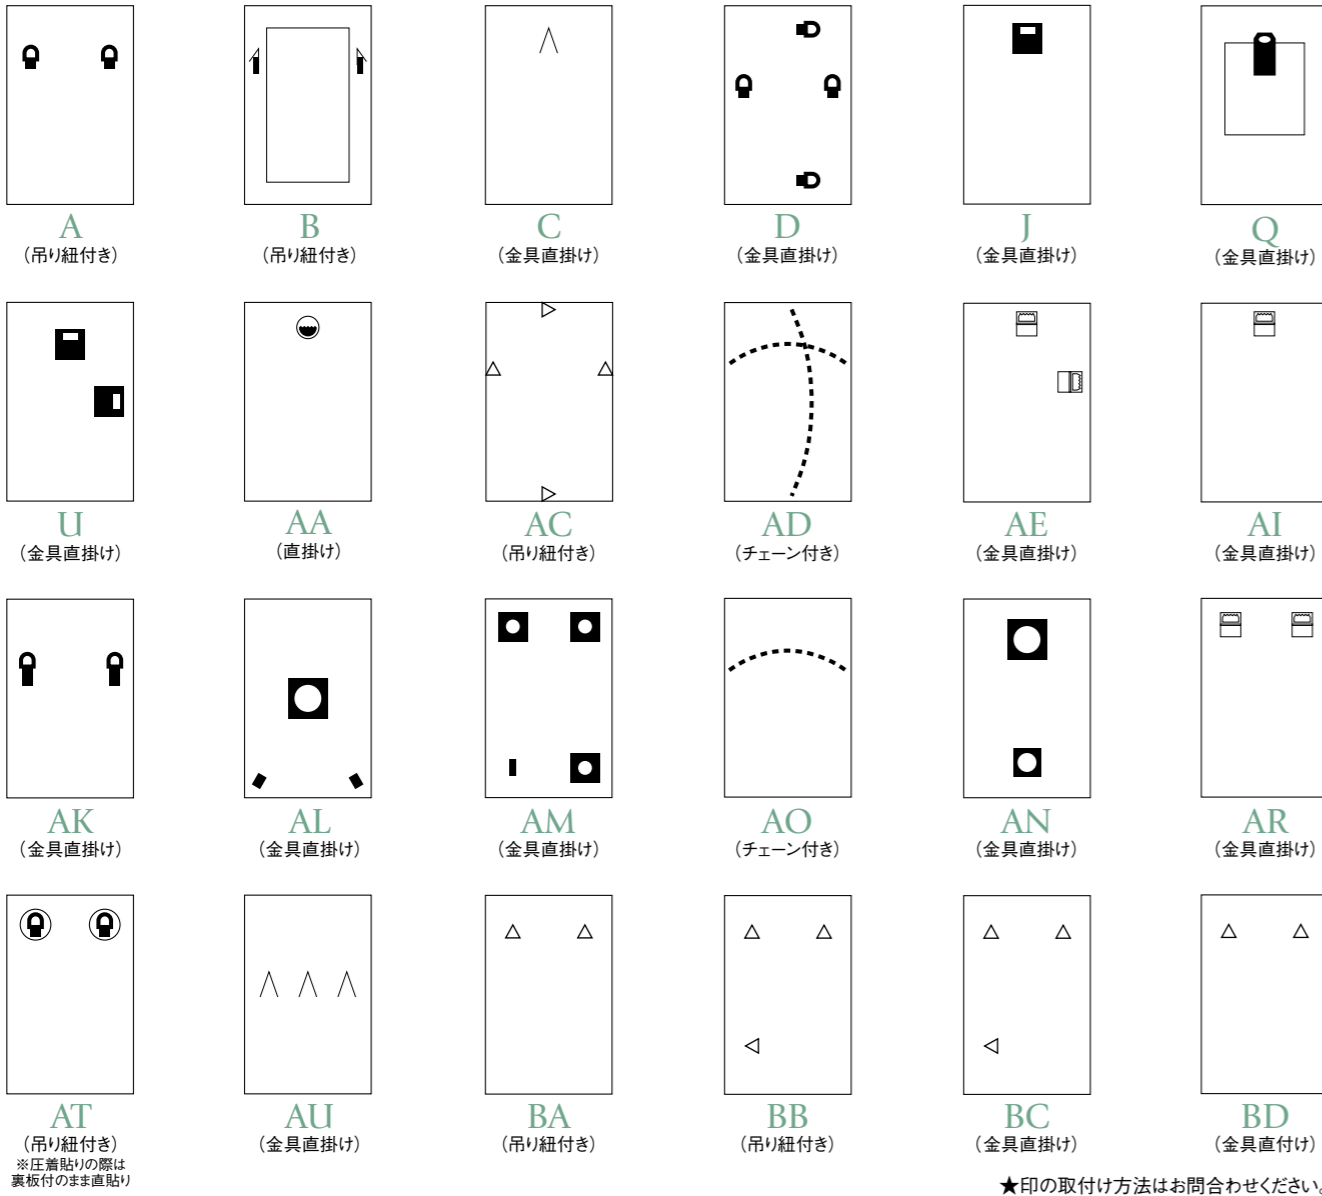 A
(吊り紐付き)
B
(吊り紐付き)
C
(金具直掛け)
D
(金具直掛け)
J
(金具直掛け)
Q
(金具直掛け)
U
(金具直掛け)
AA
(直掛け)
AC
(吊り紐付き)
AD
(チェーン付き)
AE
(金具直掛け)
AI
(金具直掛け)
AK
(金具直掛け)
AL
(金具直掛け)
AM
(金具直掛け)
AO
(チェーン付き)
AN
(金具直掛け)
AR
(金具直掛け)
AT
(吊り紐付き)
※圧着貼りの際は
裏板付のまま直貼り
AU
(金具直掛け)
BA
(吊り紐付き)
BB
(吊り紐付き)
BC
(金具直掛け)
BD
(金具直付け)
★印の取付け方法はお問合わせください。